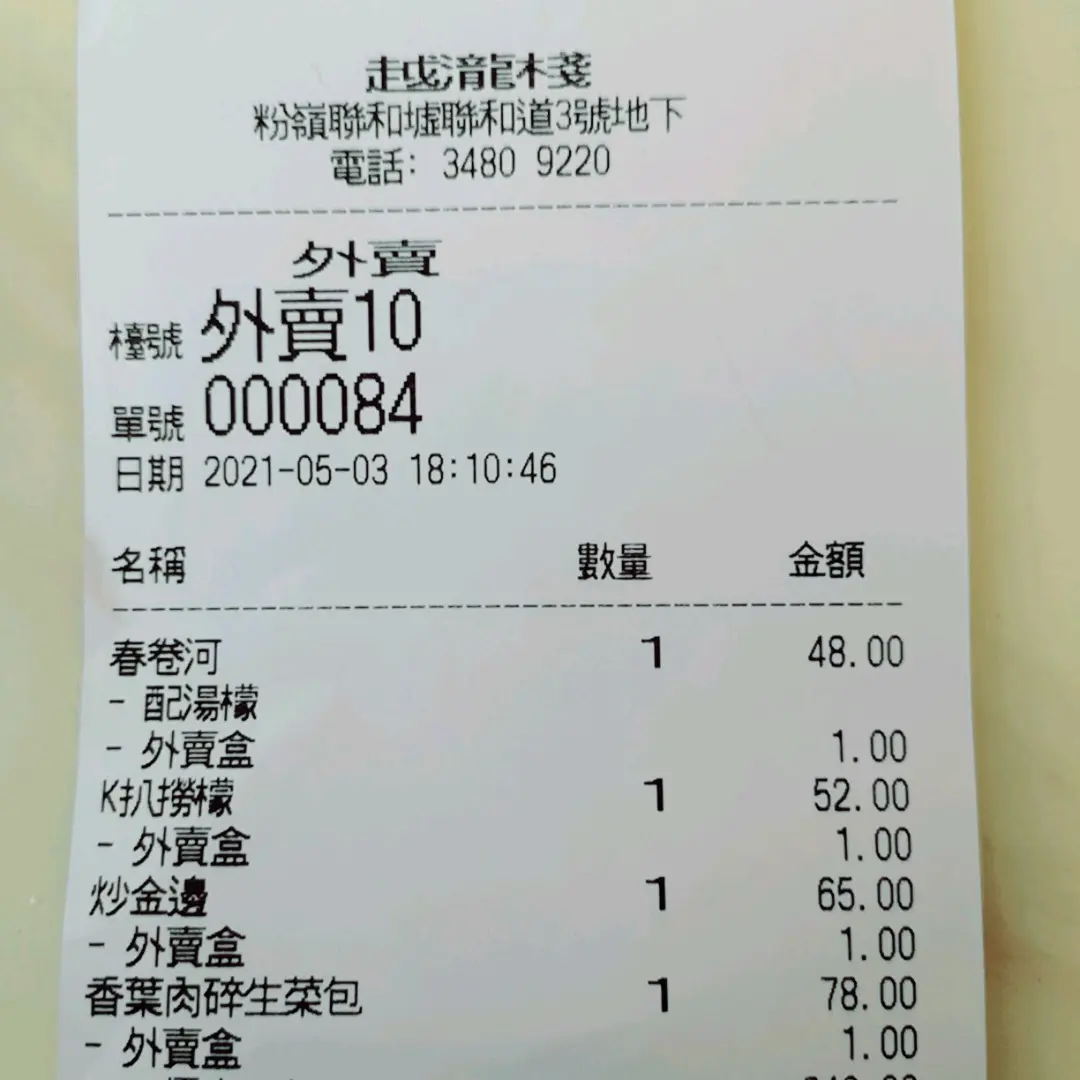 越瀧棧
粉嶺聯和墟聯和道3號地下
電話: 3480 9220
外賣
檯號 外賣10
單號 000084
日期 2021-05-03 18:10:46
名稱 數量 金額
春卷河 1 48.00
- 配湯檬
- 外賣盒 1.00
K扒撈檬 1 52.00
- 外賣盒 1.00
炒金邊 1 65.00
- 外賣盒 1.00
香葉肉碎生菜包 1 78.00
- 外賣盒 1.00